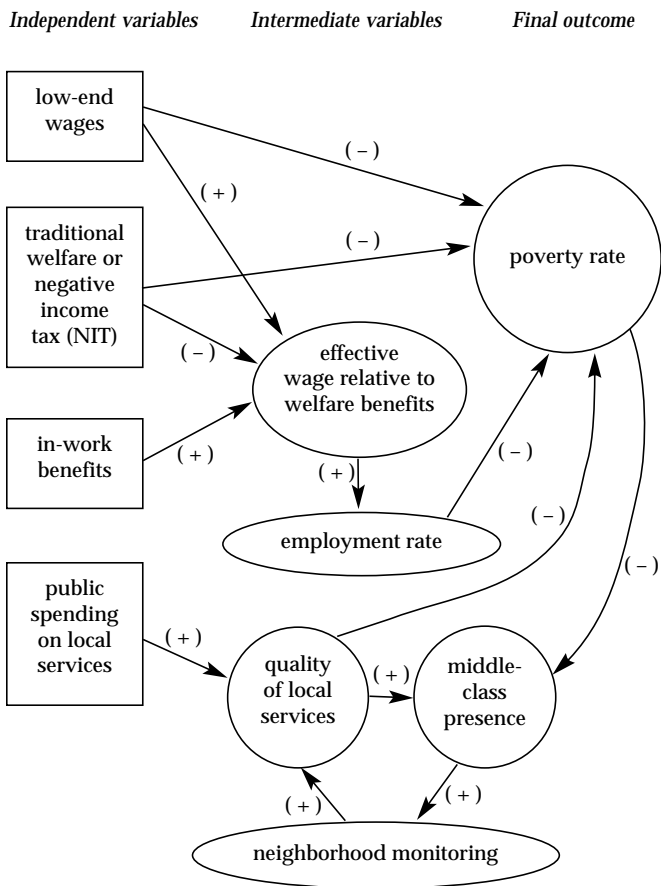 Independent variables
Intermediate variables
Final outcome
low-end
wages
( – )
( + )
traditional
welfare or
negative
income
tax (NIT)
( – )
poverty rate
( – )
effective
wage relative to
welfare benefits
in-work
benefits
( + )
( + )
( – )
employment rate
( – )
( – )
public
spending
on local
services
( + )
quality
of local
services
( + )
middle-
class
presence
( + )
( + )
neighborhood monitoring